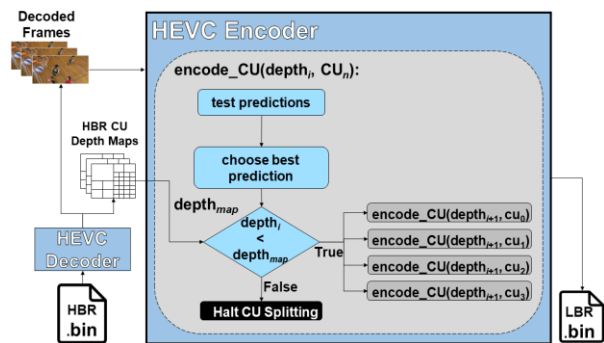 Decoded
Frames
HEVC Encoder
encode_CU(depthᵢ, CUₙ):
test predictions
HBR CU
Depth Maps
choose best
prediction
depthₘₐₚ
depthᵢ
<
depthₘₐₚ
True
False
Halt CU Splitting
encode_CU(depthᵢ₊₁, cu₀)
encode_CU(depthᵢ₊₁, cu₁)
encode_CU(depthᵢ₊₁, cu₂)
encode_CU(depthᵢ₊₁, cu₃)
HEVC
Decoder
HBR
.bin
LBR
.bin